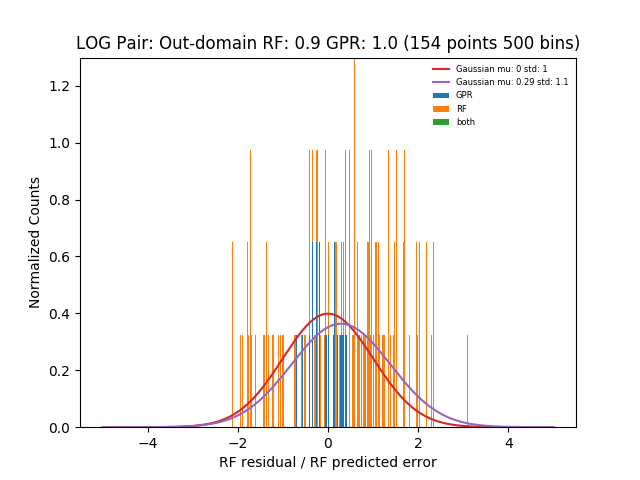 LOG Pair: Out-domain RF: 0.9 GPR: 1.0 (154 points 500 bins)
Gaussian mu: 0 std: 1
Gaussian mu: 0.29 std: 1.1
GPR
RF
both
Normalized Counts
1.2
1.0
0.8
0.6
0.4
0.2
0.0
−4 −2 0 2 4
RF residual / RF predicted error